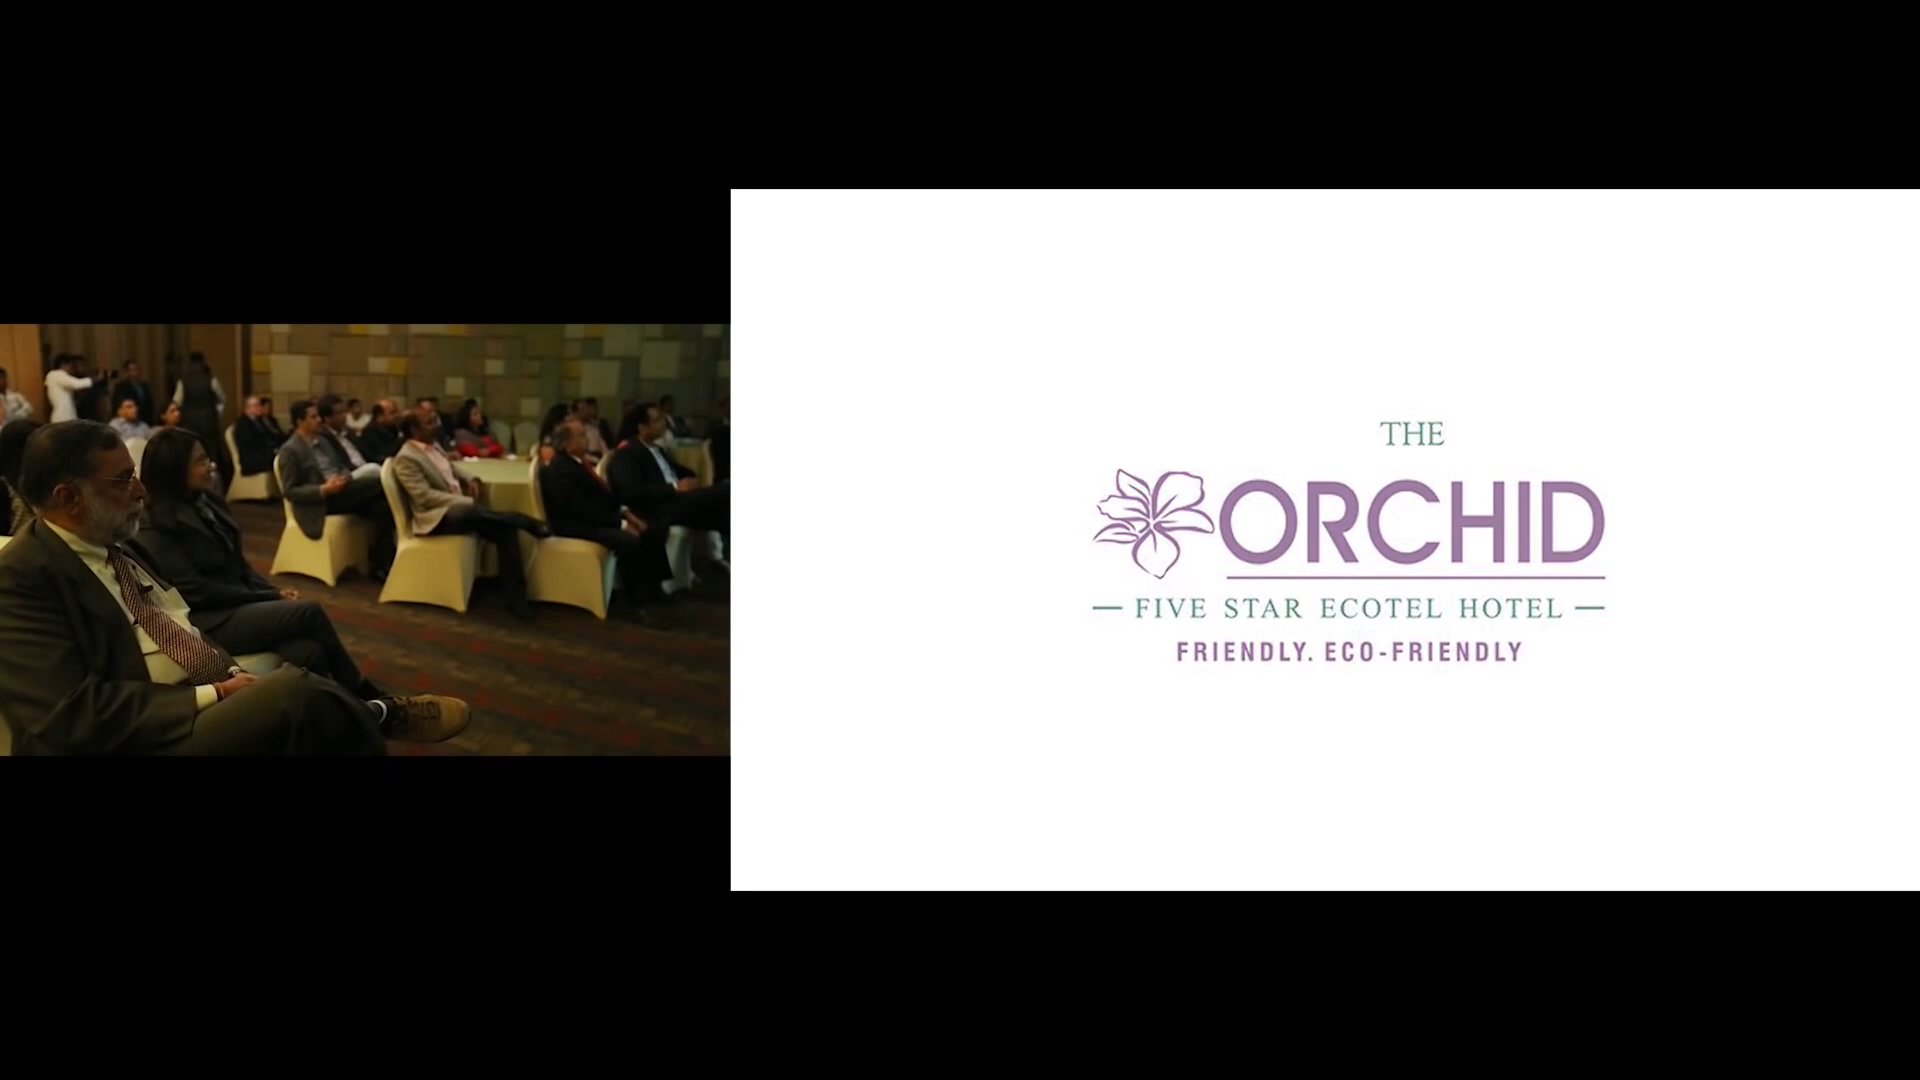 THE
ORCHID
— FIVE STAR ECOTEL HOTEL —
FRIENDLY. ECO-FRIENDLY